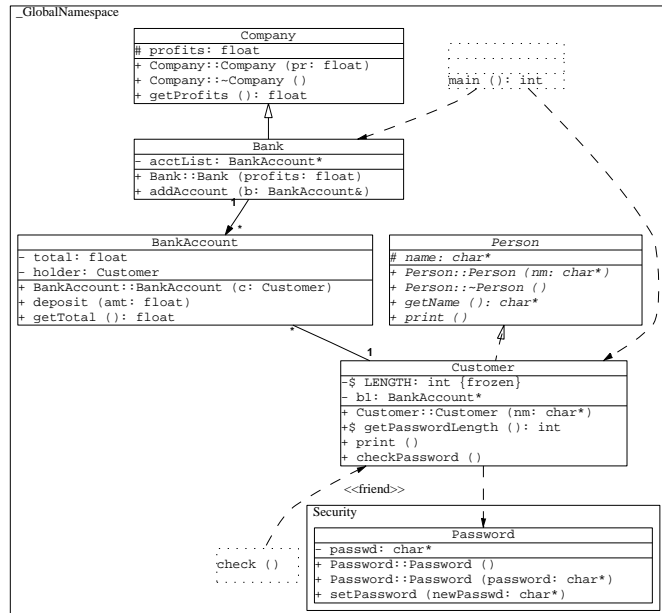 _GlobalNamespace
Company
# profits: float
+ Company::Company (pr: float)
+ Company::~Company ()
+ getProfits (): float
main (): int
Bank
- acctList: BankAccount*
+ Bank::Bank (profits: float)
+ addAccount (b: BankAccount&)
1
*
BankAccount
- total: float
- holder: Customer
+ BankAccount::BankAccount (c: Customer)
+ deposit (amt: float)
+ getTotal (): float
Person
# name: char*
+ Person::Person (nm: char*)
+ Person::~Person ()
+ getName (): char*
+ print ()
*
1
Customer
-$ LENGTH: int {frozen}
- bl: BankAccount*
+ Customer::Customer (nm: char*)
+$ getPasswordLength (): int
+ print ()
+ checkPassword ()
<<friend>>
check ()
Security
Password
- passwd: char*
+ Password::Password ()
+ Password::Password (password: char*)
+ setPassword (newPasswd: char*)